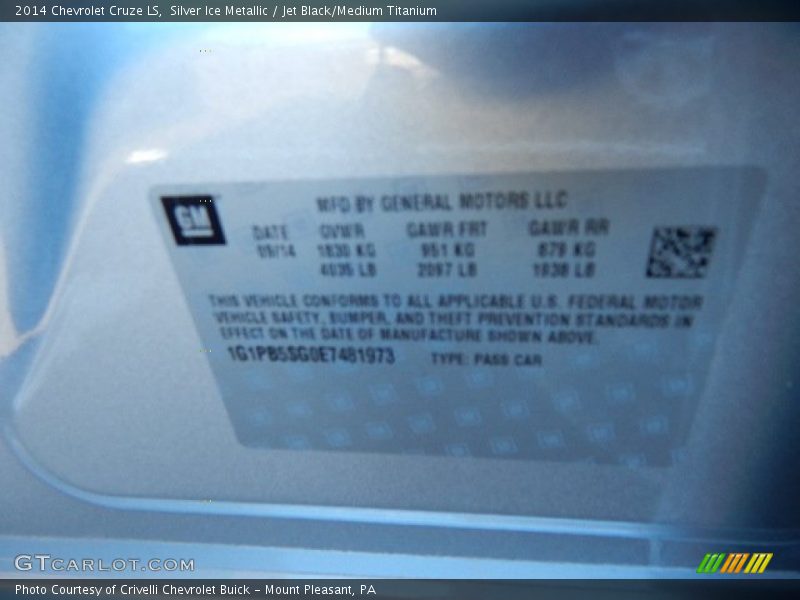 2014 Chevrolet Cruze LS,  Silver Ice Metallic / Jet Black/Medium Titanium
GM
MFD BY GENERAL MOTORS LLC
DATE GVWR GAWR FRT GAWR RR
1830 KG 951 KG 879 KG
4035 LB 2097 LB 1938 LB
THIS VEHICLE CONFORMS TO ALL APPLICABLE U.S. FEDERAL MOTOR
VEHICLE SAFETY, BUMPER, AND THEFT PREVENTION STANDARDS IN
EFFECT ON THE DATE OF MANUFACTURE SHOWN ABOVE.
1G1PB5SG0E7481973 TYPE: PASS CAR
GTCARLOT.COM
Photo Courtesy of Crivelli Chevrolet Buick – Mount Pleasant, PA